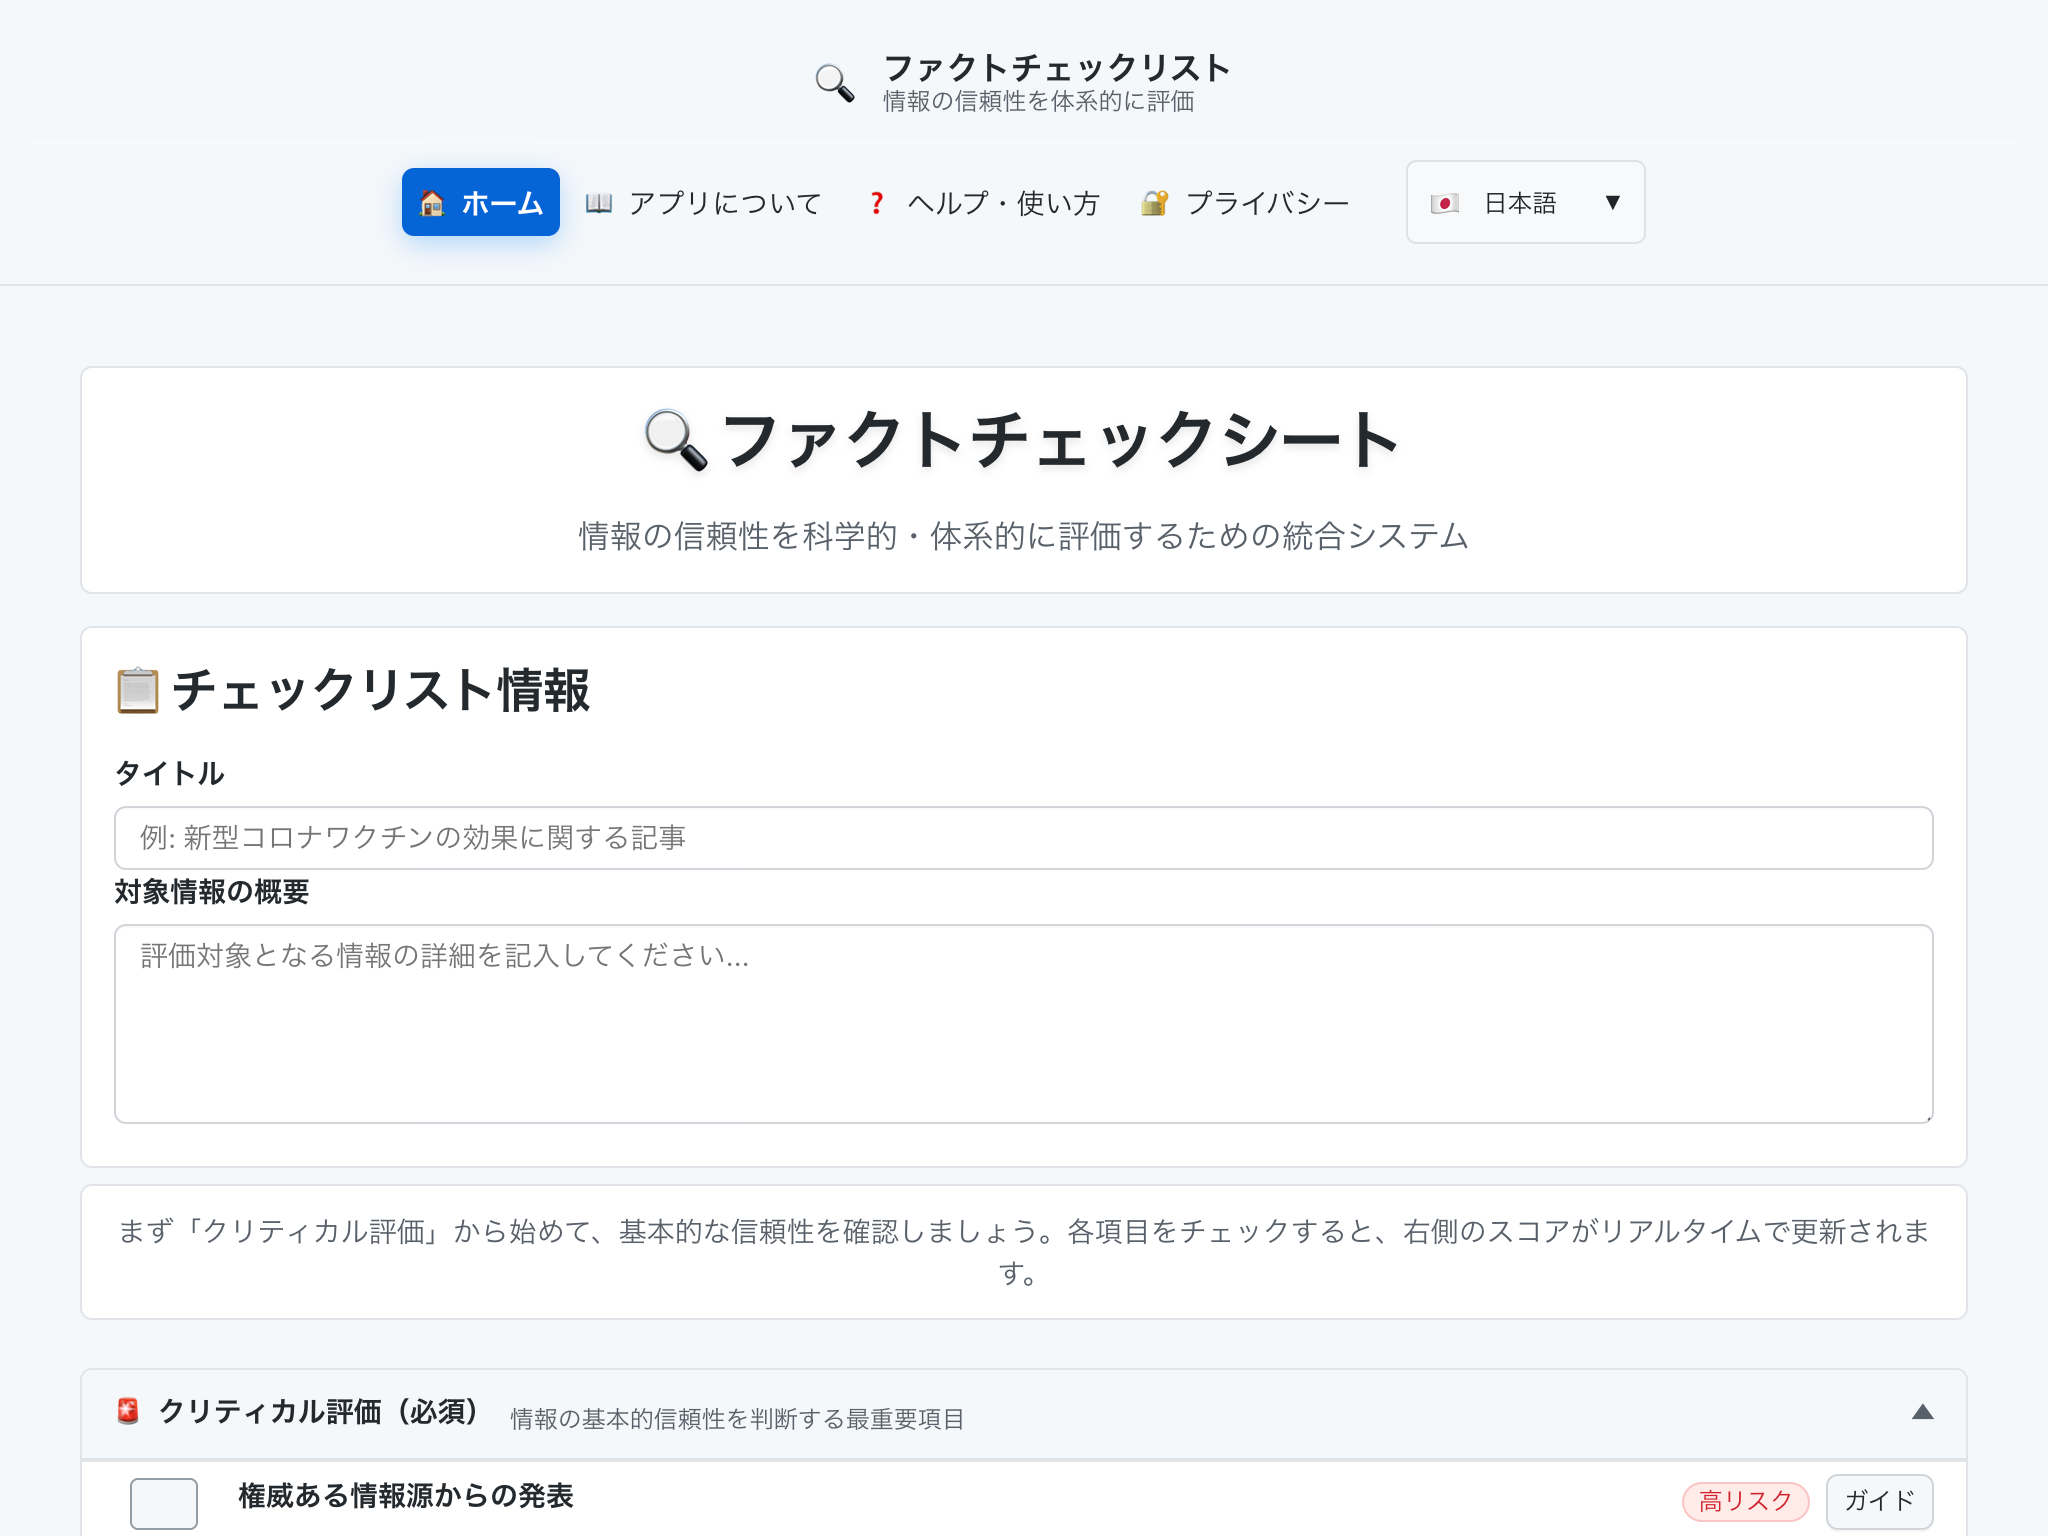 ファクトチェックリスト
情報の信頼性を体系的に評価
ホーム
アプリについて
ヘルプ・使い方
プライバシー
日本語
ファクトチェックシート
情報の信頼性を科学的・体系的に評価するための統合システム
チェックリスト情報
タイトル
例: 新型コロナワクチンの効果に関する記事
対象情報の概要
評価対象となる情報の詳細を記入してください...
まず「クリティカル評価」から始めて、基本的な信頼性を確認しましょう。各項目をチェックすると、右側のスコアがリアルタイムで更新されま
す。
クリティカル評価（必須） 情報の基本的信頼性を判断する最重要項目
権威ある情報源からの発表
高リスク
ガイド